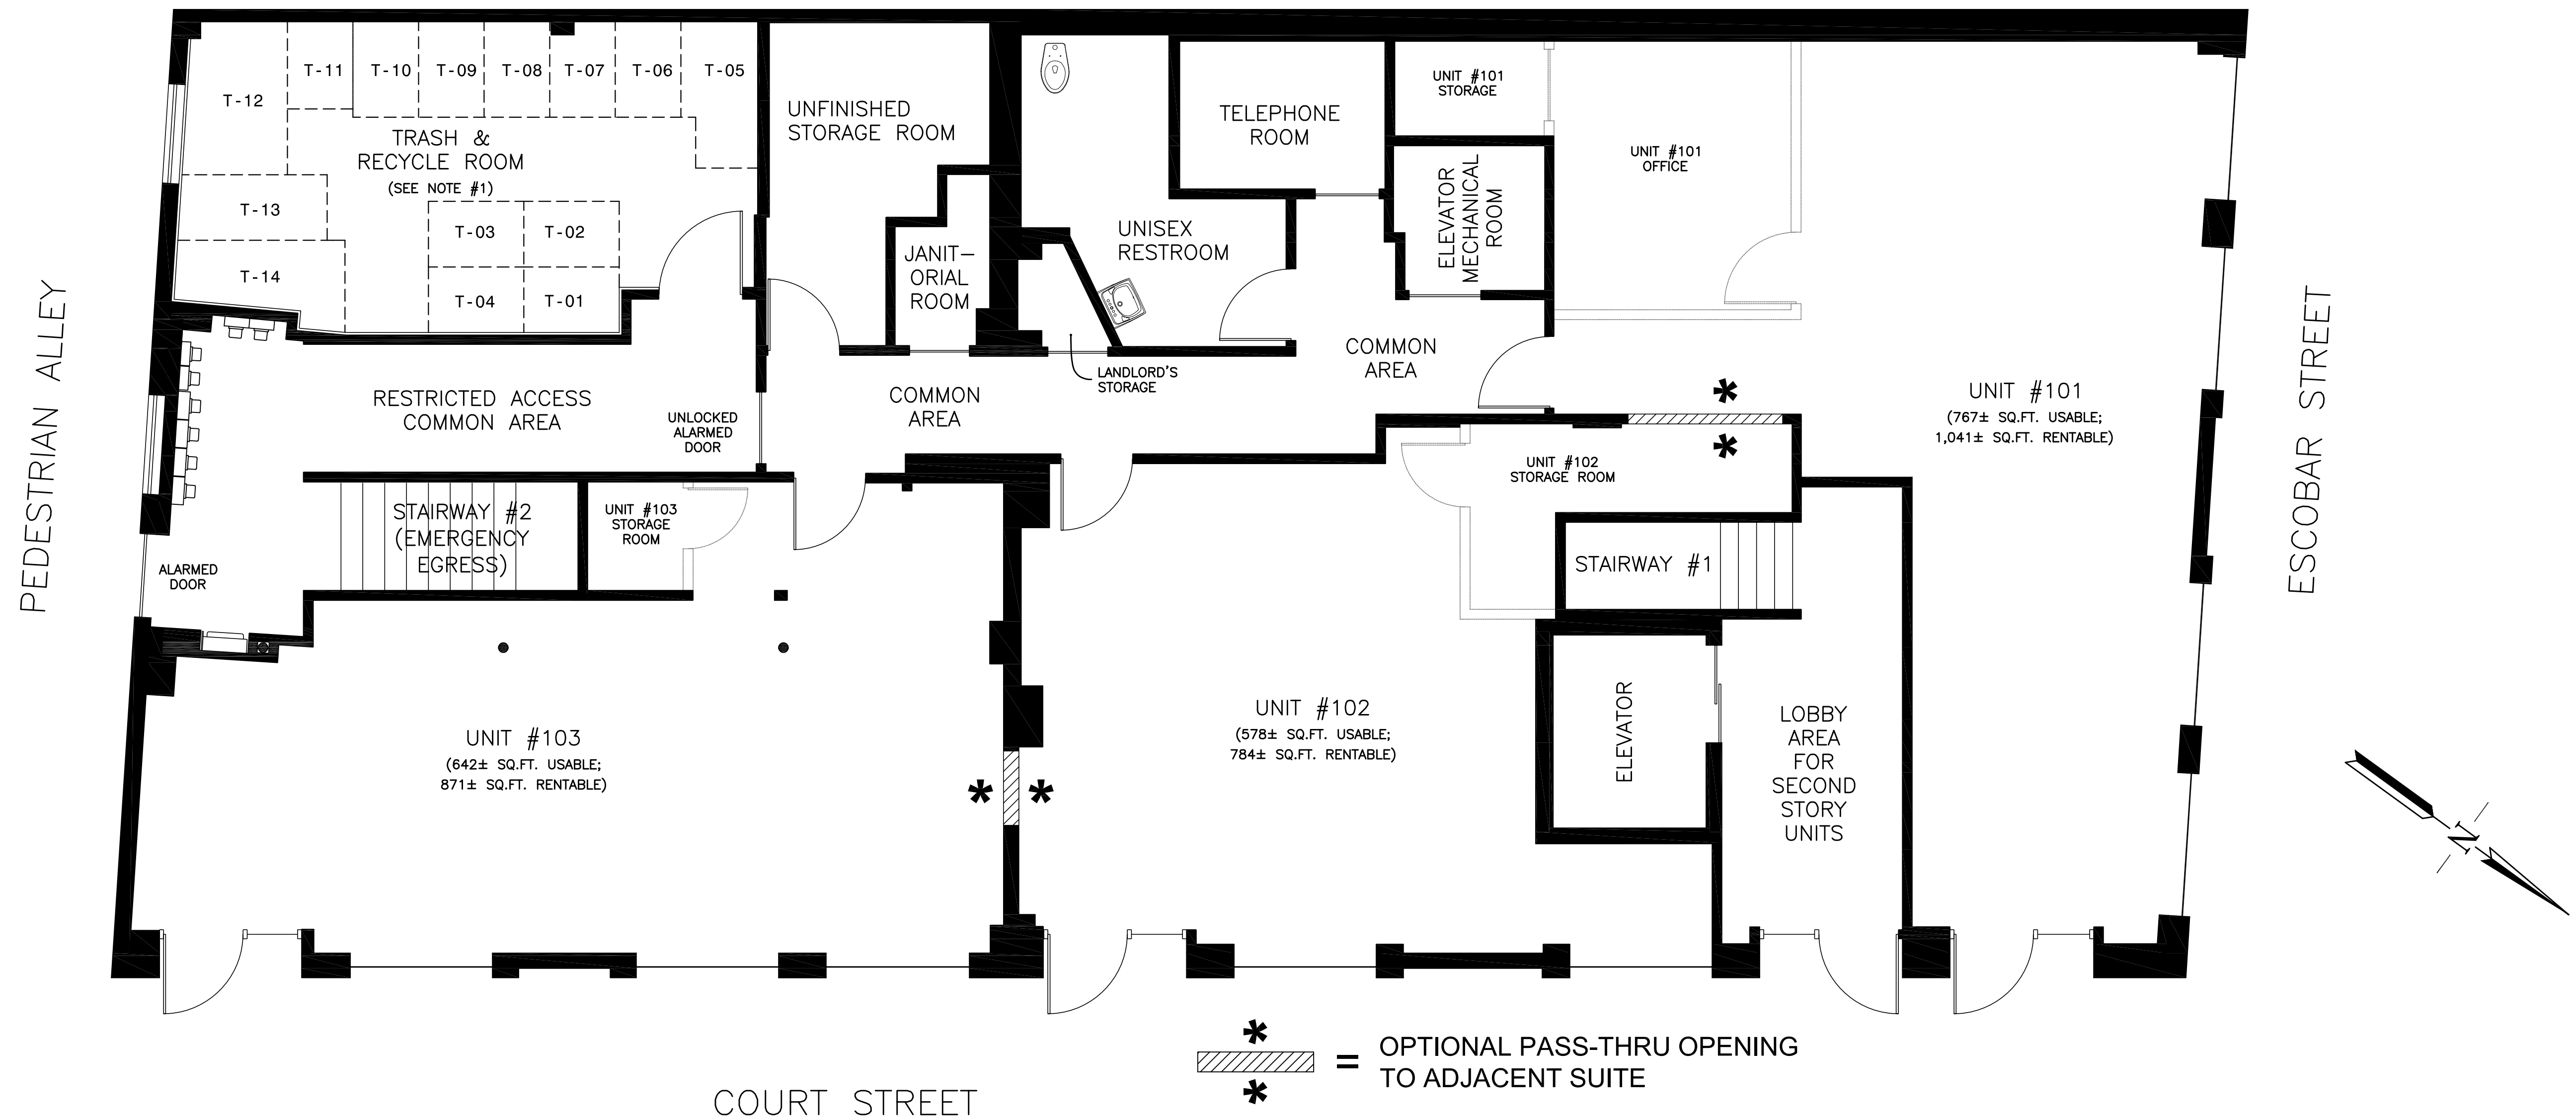 T-12
T-11
T-10
T-09
T-08
T-07
T-06
T-05
TRASH &
RECYCLE ROOM
(SEE NOTE #1)
T-13
T-14
T-03
T-02
T-04
T-01
UNFINISHED
STORAGE ROOM
JANIT-
ORIAL
ROOM
UNISEX
RESTROOM
TELEPHONE
ROOM
UNIT #101
STORAGE
ELEVATOR
MECHANICAL
ROOM
UNIT #101
OFFICE
PEDESTRIAN ALLEY
RESTRICTED ACCESS
COMMON AREA
UNLOCKED
ALARMED
DOOR
COMMON
AREA
LANDLORD'S
STORAGE
COMMON
AREA
*
*
UNIT #101
(767± SQ.FT. USABLE;
1,041± SQ.FT. RENTABLE)
ESCOBAR STREET
STAIRWAY #2
(EMERGENCY
EGRESS)
UNIT #103
STORAGE
ROOM
UNIT #102
STORAGE ROOM
STAIRWAY #1
ALARMED
DOOR
UNIT #103
(642± SQ.FT. USABLE;
871± SQ.FT. RENTABLE)
* *
UNIT #102
(578± SQ.FT. USABLE;
784± SQ.FT. RENTABLE)
ELEVATOR
LOBBY
AREA
FOR
SECOND
STORY
UNITS
N
*
= OPTIONAL PASS-THRU OPENING
TO ADJACENT SUITE
*
COURT STREET